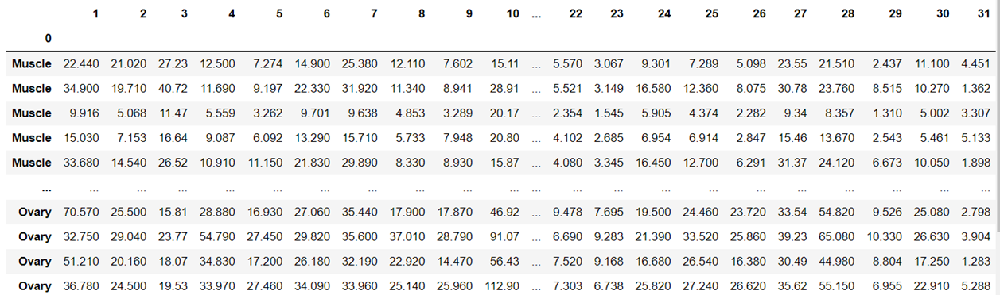 1 2 3 4 5 6 7 8 9 10 ... 22 23 24 25 26 27 28 29 30 31
0
Muscle 22.440 21.020 27.23 12.500 7.274 14.900 25.380 12.110 7.602 15.11 ... 5.570 3.067 9.301 7.289 5.098 23.55 21.510 2.437 11.100 4.451
Muscle 34.900 19.710 40.72 11.690 9.197 22.330 31.920 11.340 8.941 28.91 ... 5.521 3.149 16.580 12.360 8.075 30.78 23.760 8.515 10.270 1.362
Muscle 9.916 5.068 11.47 5.559 3.262 9.701 9.638 4.853 3.289 20.17 ... 2.354 1.545 5.905 4.374 2.282 9.34 8.357 1.310 5.002 3.307
Muscle 15.030 7.153 16.64 9.087 6.092 13.290 15.710 5.733 7.948 20.80 ... 4.102 2.685 6.954 6.914 2.847 15.46 13.670 2.543 5.461 5.133
Muscle 33.680 14.540 26.52 10.910 11.150 21.830 29.890 8.330 8.930 15.87 ... 4.080 3.345 16.450 12.700 6.291 31.37 24.120 6.673 10.050 1.898
... ... ... ... ... ... ... ... ... ... ... ... ... ... ... ... ... ... ... ... ... ...
Ovary 70.570 25.500 15.81 28.880 16.930 27.060 35.440 17.900 17.870 46.92 ... 9.478 7.695 19.500 24.460 23.720 33.54 54.820 9.526 25.080 2.798
Ovary 32.750 29.040 23.77 54.790 27.450 29.820 35.600 37.010 28.790 91.07 ... 6.690 9.283 21.390 33.520 25.860 39.23 65.080 10.330 26.630 3.904
Ovary 51.210 20.160 18.07 34.830 17.200 26.180 32.190 22.920 14.470 56.43 ... 7.520 9.168 16.680 26.540 16.380 30.49 44.980 8.804 17.250 1.283
Ovary 36.780 24.500 19.53 33.970 27.460 34.090 33.960 25.140 25.960 112.90 ... 7.303 6.738 25.820 27.240 26.620 35.62 55.150 6.955 22.910 5.288